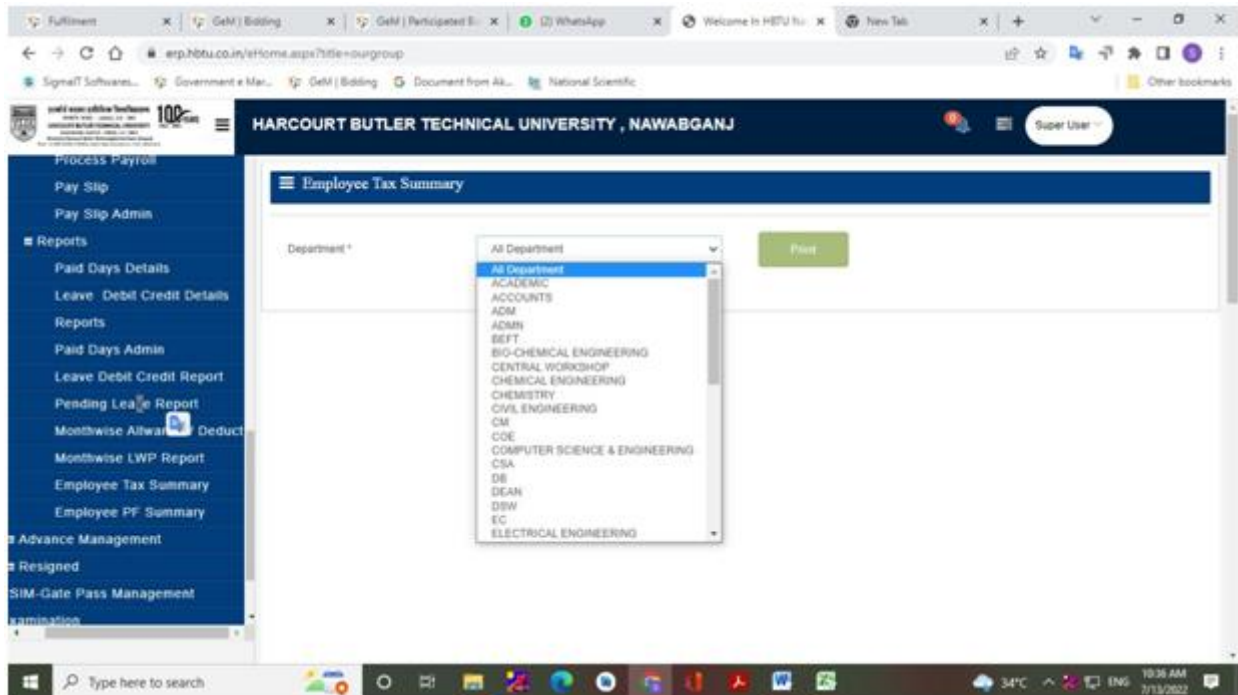 Fulfilment
GeM | Bidding
GeM | Participated B
(2) WhatsApp
Welcome In HBTU
New Tab
erp.hbtu.co.in/eHome.aspx?title=ourgroup
SigmaIT Softwares...
Government e Mar...
GeM | Bidding
Document from Ak...
National Scientific
Other bookmarks
100
HARCOURT BUTLER TECHNICAL UNIVERSITY , NAWABGANJ
0
Super User
Process Payroll
Pay Slip
Pay Slip Admin
Reports
Paid Days Details
Leave Debit Credit Details
Reports
Paid Days Admin
Leave Debit Credit Report
Pending Leave Report
Monthwise Allwan Deduct
Monthwise LWP Report
Employee Tax Summary
Employee PF Summary
Advance Management
Resigned
SIM-Gate Pass Management
xamination
Employee Tax Summary
Department *
All Department
Print
All Department
ACADEMIC
ACCOUNTS
ADM
ADMN
BEFT
BIO-CHEMICAL ENGINEERING
CENTRAL WORKSHOP
CHEMICAL ENGINEERING
CHEMISTRY
CIVIL ENGINEERING
CM
COE
COMPUTER SCIENCE & ENGINEERING
CSA
DB
DEAN
DSW
EC
ELECTRICAL ENGINEERING
Type here to search
34°C
ENG
10:36 AM
7/13/2022